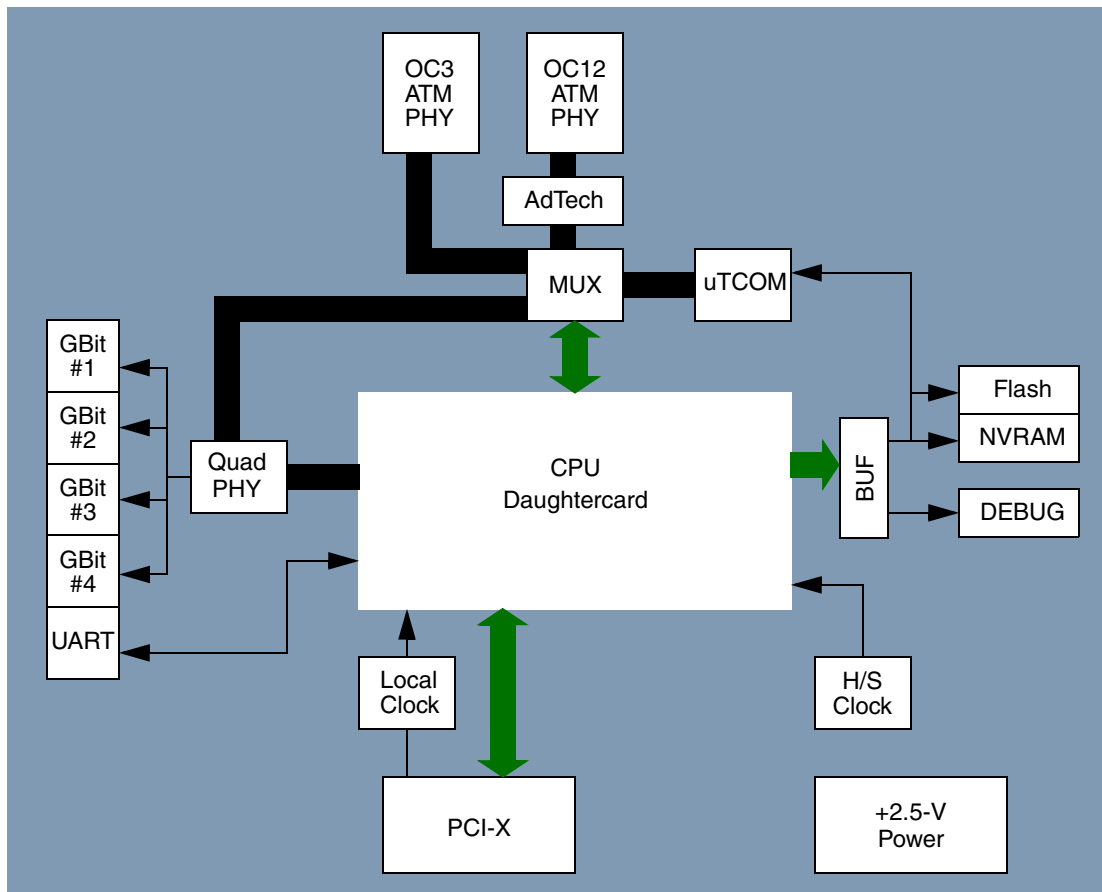 OC3
ATM
PHY
OC12
ATM
PHY
AdTech
MUX
uTCOM
GBit
#1
GBit
#2
GBit
#3
GBit
#4
UART
Quad
PHY
CPU
Daughtercard
BUF
Flash
NVRAM
DEBUG
Local
Clock
H/S
Clock
PCI-X
+2.5-V
Power